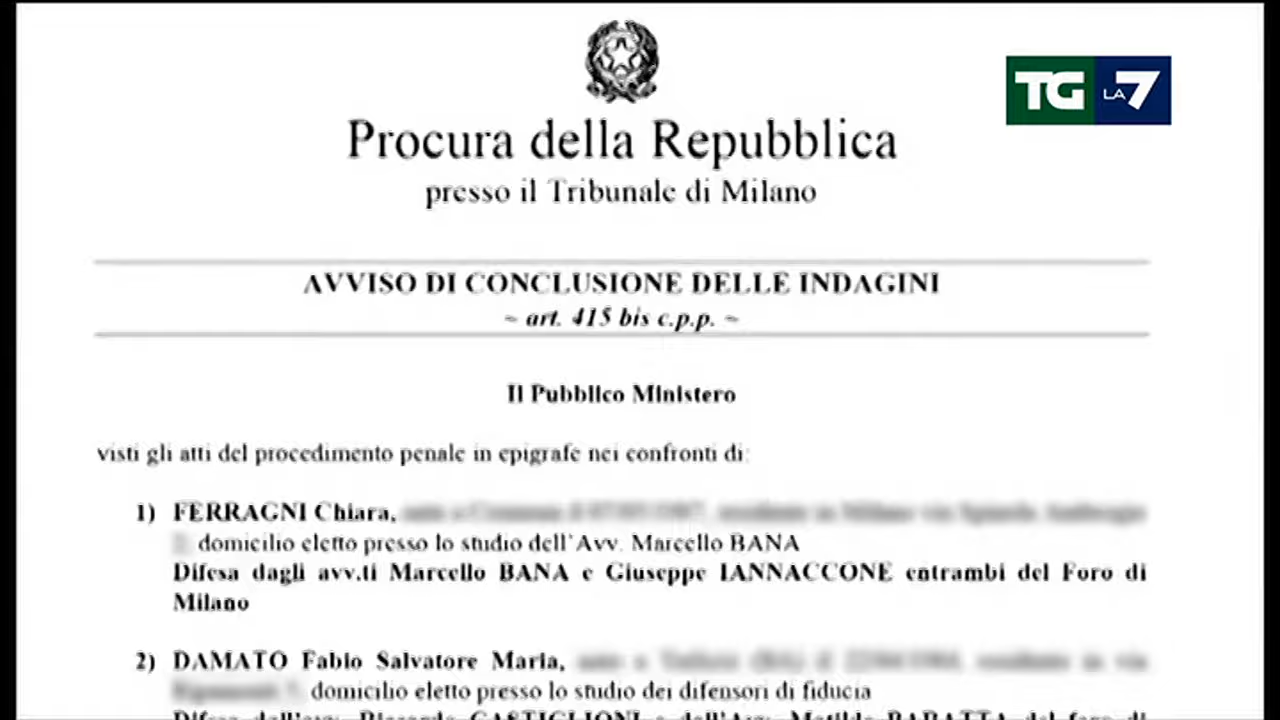 TG LA7
Procura della Repubblica
presso il Tribunale di Milano
AVVISO DI CONCLUSIONE DELLE INDAGINI
~ art. 415 bis c.p.p. ~
Il Pubblico Ministero
visti gli atti del procedimento penale in epigrafe nei confronti di:
1) FERRAGNI Chiara,
domicilio eletto presso lo studio dell'Avv. Marcello BANA
Difesa dagli avv.ti Marcello BANA e Giuseppe IANNACCONE entrambi del Foro di
Milano
2) DAMATO Fabio Salvatore Maria,
domicilio eletto presso lo studio dei difensori di fiducia